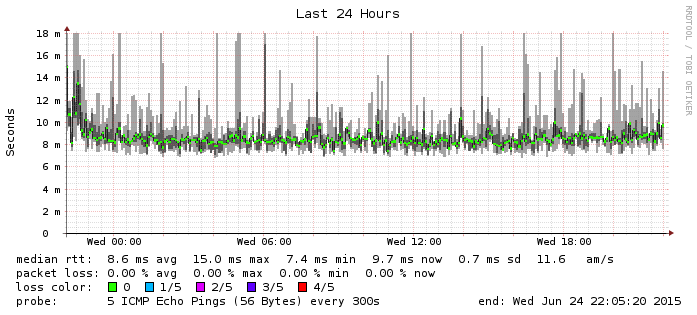 Last 24 Hours
RRDTOOL / TOBI OETIKER
Seconds
18 m
16 m
14 m
12 m
10 m
8 m
6 m
4 m
2 m
0
Wed 00:00 Wed 06:00 Wed 12:00 Wed 18:00
median rtt: 8.6 ms avg 15.0 ms max 7.4 ms min 9.7 ms now 0.7 ms sd 11.6 am/s
packet loss: 0.00 % avg 0.00 % max 0.00 % min 0.00 % now
loss color: 0 1/5 2/5 3/5 4/5
probe: 5 ICMP Echo Pings (56 Bytes) every 300s end: Wed Jun 24 22:05:20 2015